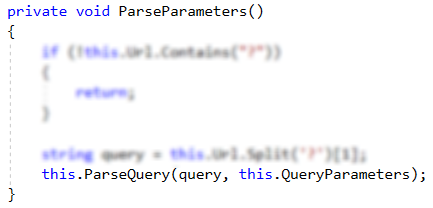 private void ParseParameters()
{
if (!this.Url.Contains("?"))
{
return;
}
string query = this.Url.Split('?')[1];
this.ParseQuery(query, this.QueryParameters);
}